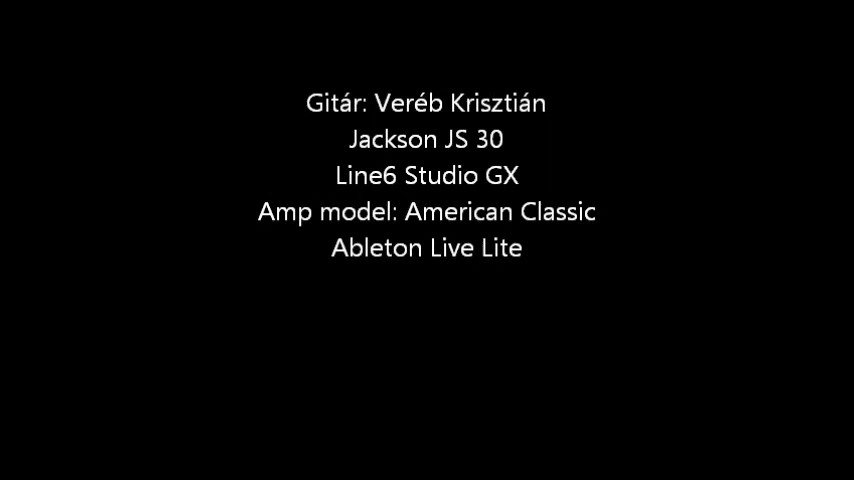 Gitár: Veréb Krisztián
Jackson JS 30
Line6 Studio GX
Amp model: American Classic
Ableton Live Lite